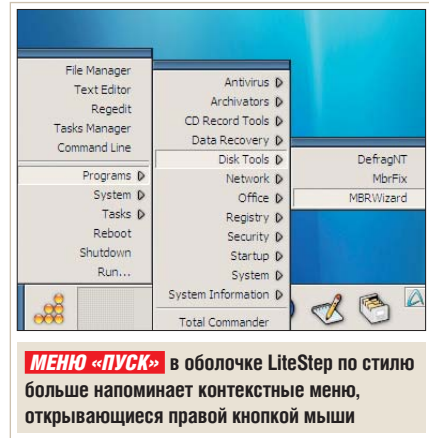 File Manager
Text Editor
Regedit
Tasks Manager
Command Line
Programs
System
Tasks
Reboot
Shutdown
Run...
Antivirus
Archivators
CD Record Tools
Data Recovery
Disk Tools
Network
Office
Registry
Security
Startup
System
System Information
Total Commander
DefragNT
MbrFix
MBRWizard
МЕНЮ «ПУСК» в оболочке LiteStep по стилю
больше напоминает контекстные меню,
открывающиеся правой кнопкой мыши